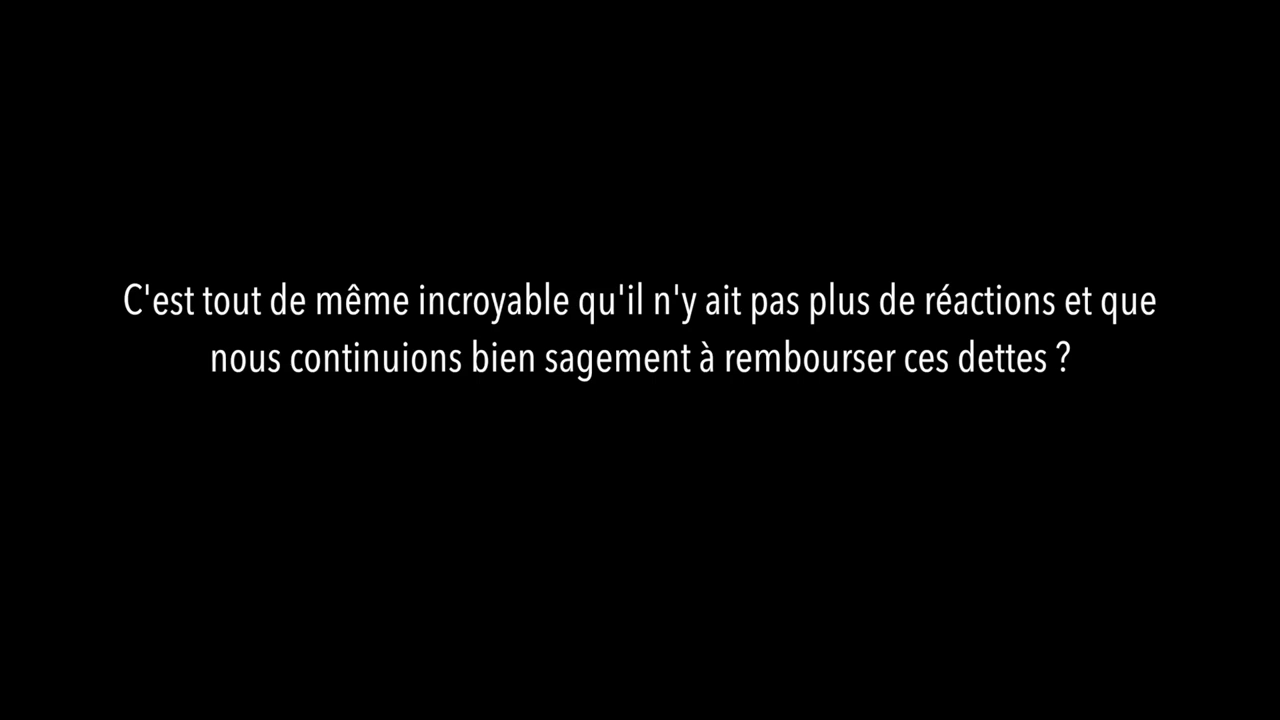 C'est tout de même incroyable qu'il n'y ait pas plus de réactions et que
nous continuions bien sagement à rembourser ces dettes ?